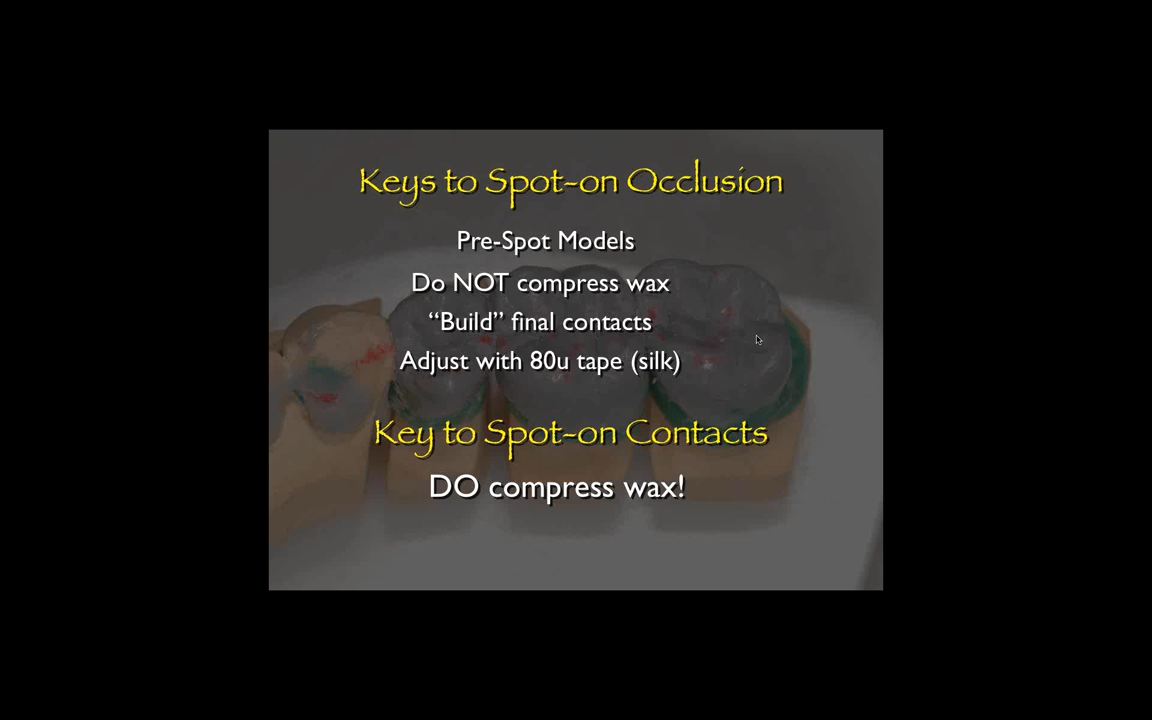 Keys to Spot-on Occlusion
Pre-Spot Models
Do NOT compress wax
“Build” final contacts
Adjust with 80u tape (silk)
Key to Spot-on Contacts
DO compress wax!